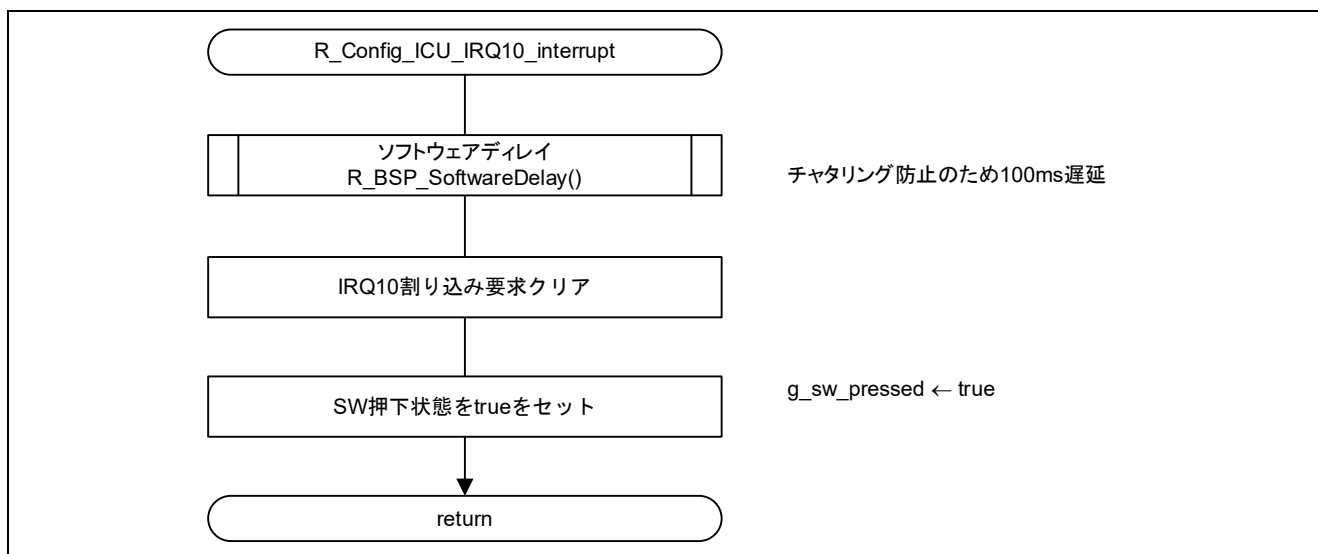 R_Config_ICU_IRQ10_interrupt
ソフトウェアディレイ
R_BSP_SoftwareDelay()
チャタリング防止のため100ms遅延
IRQ10割り込み要求クリア
SW押下状態をtrueをセット
g_sw_pressed ← true
return